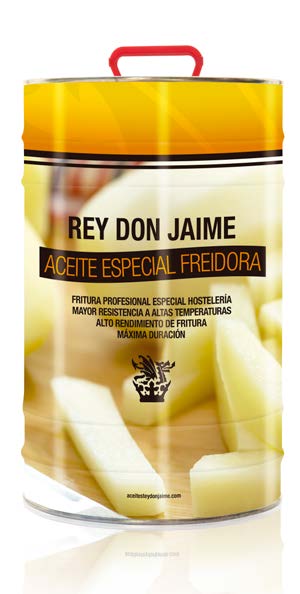 REY DON JAIME
ACEITE ESPECIAL FREIDORA
FRITURA PROFESIONAL ESPECIAL HOSTELERÍA
MAYOR RESISTENCIA A ALTAS TEMPERATURAS
ALTO RENDIMIENTO DE FRITURA
MÁXIMA DURACIÓN
aceitesteydonjaime.com